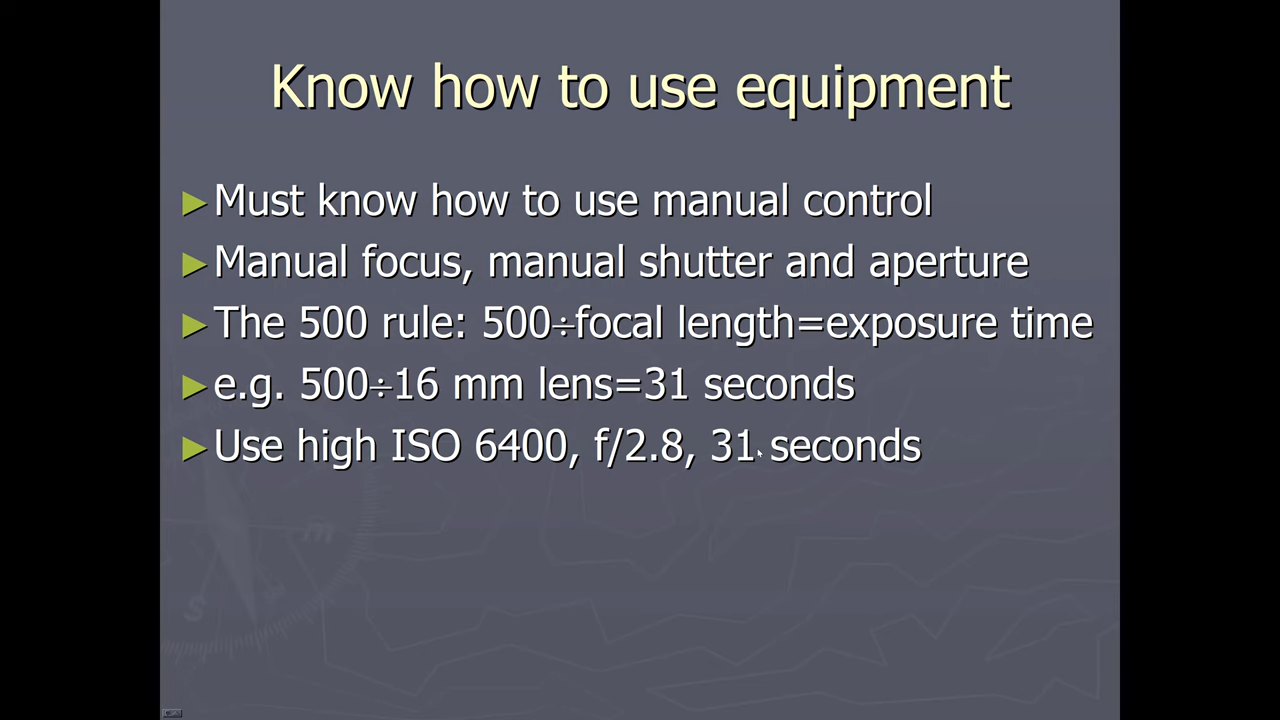 Know how to use equipment
►Must know how to use manual control
►Manual focus, manual shutter and aperture
►The 500 rule: 500÷focal length=exposure time
►e.g. 500÷16 mm lens=31 seconds
►Use high ISO 6400, f/2.8, 31 seconds
m
S